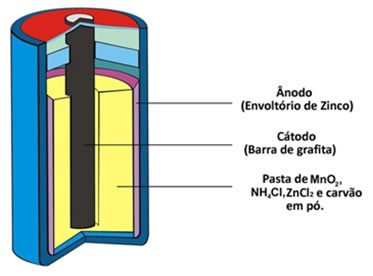 Ânodo
(Envoltório de Zinco)
Cátodo
(Barra de grafita)
Pasta de MnO₂,
NH₄Cl,ZnCl₂ e carvão
em pó.